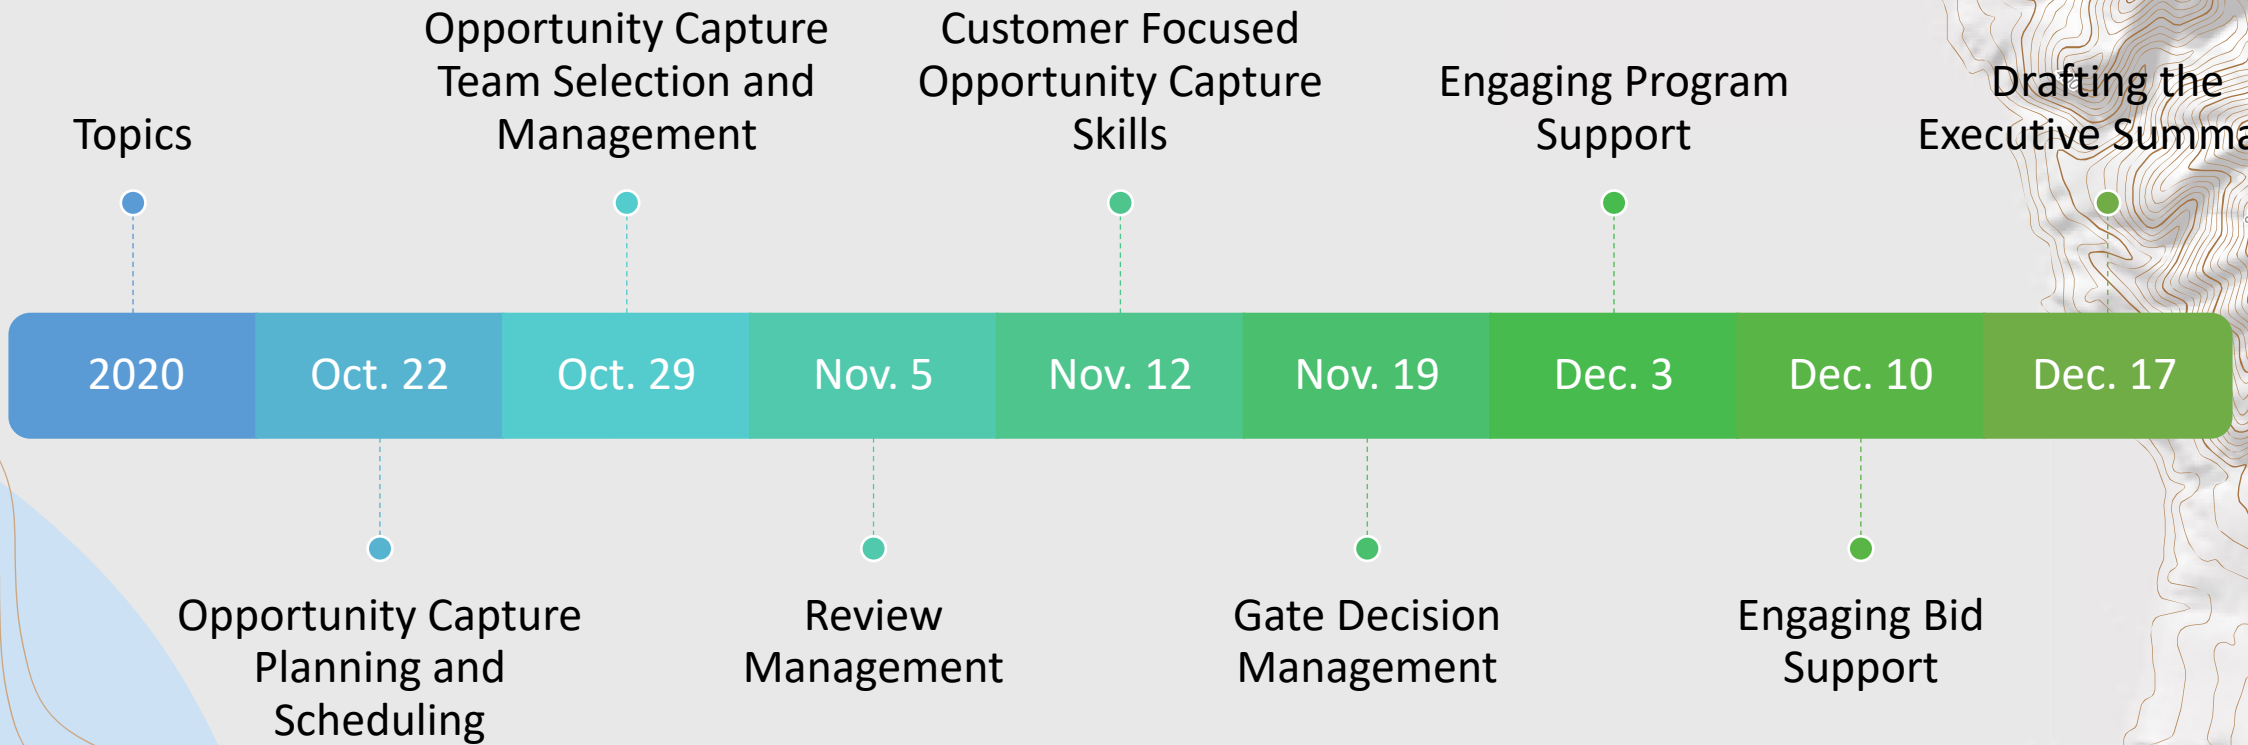 Topics
Opportunity Capture
Team Selection and
Management
Customer Focused
Opportunity Capture
Skills
Engaging Program
Support
Drafting the
Executive
2020
Oct. 22
Oct. 29
Nov. 5
Nov. 12
Nov. 19
Dec. 3
Dec. 10
Dec. 17
Opportunity Capture
Planning and
Scheduling
Review
Management
Gate Decision
Management
Engaging Bid
Support